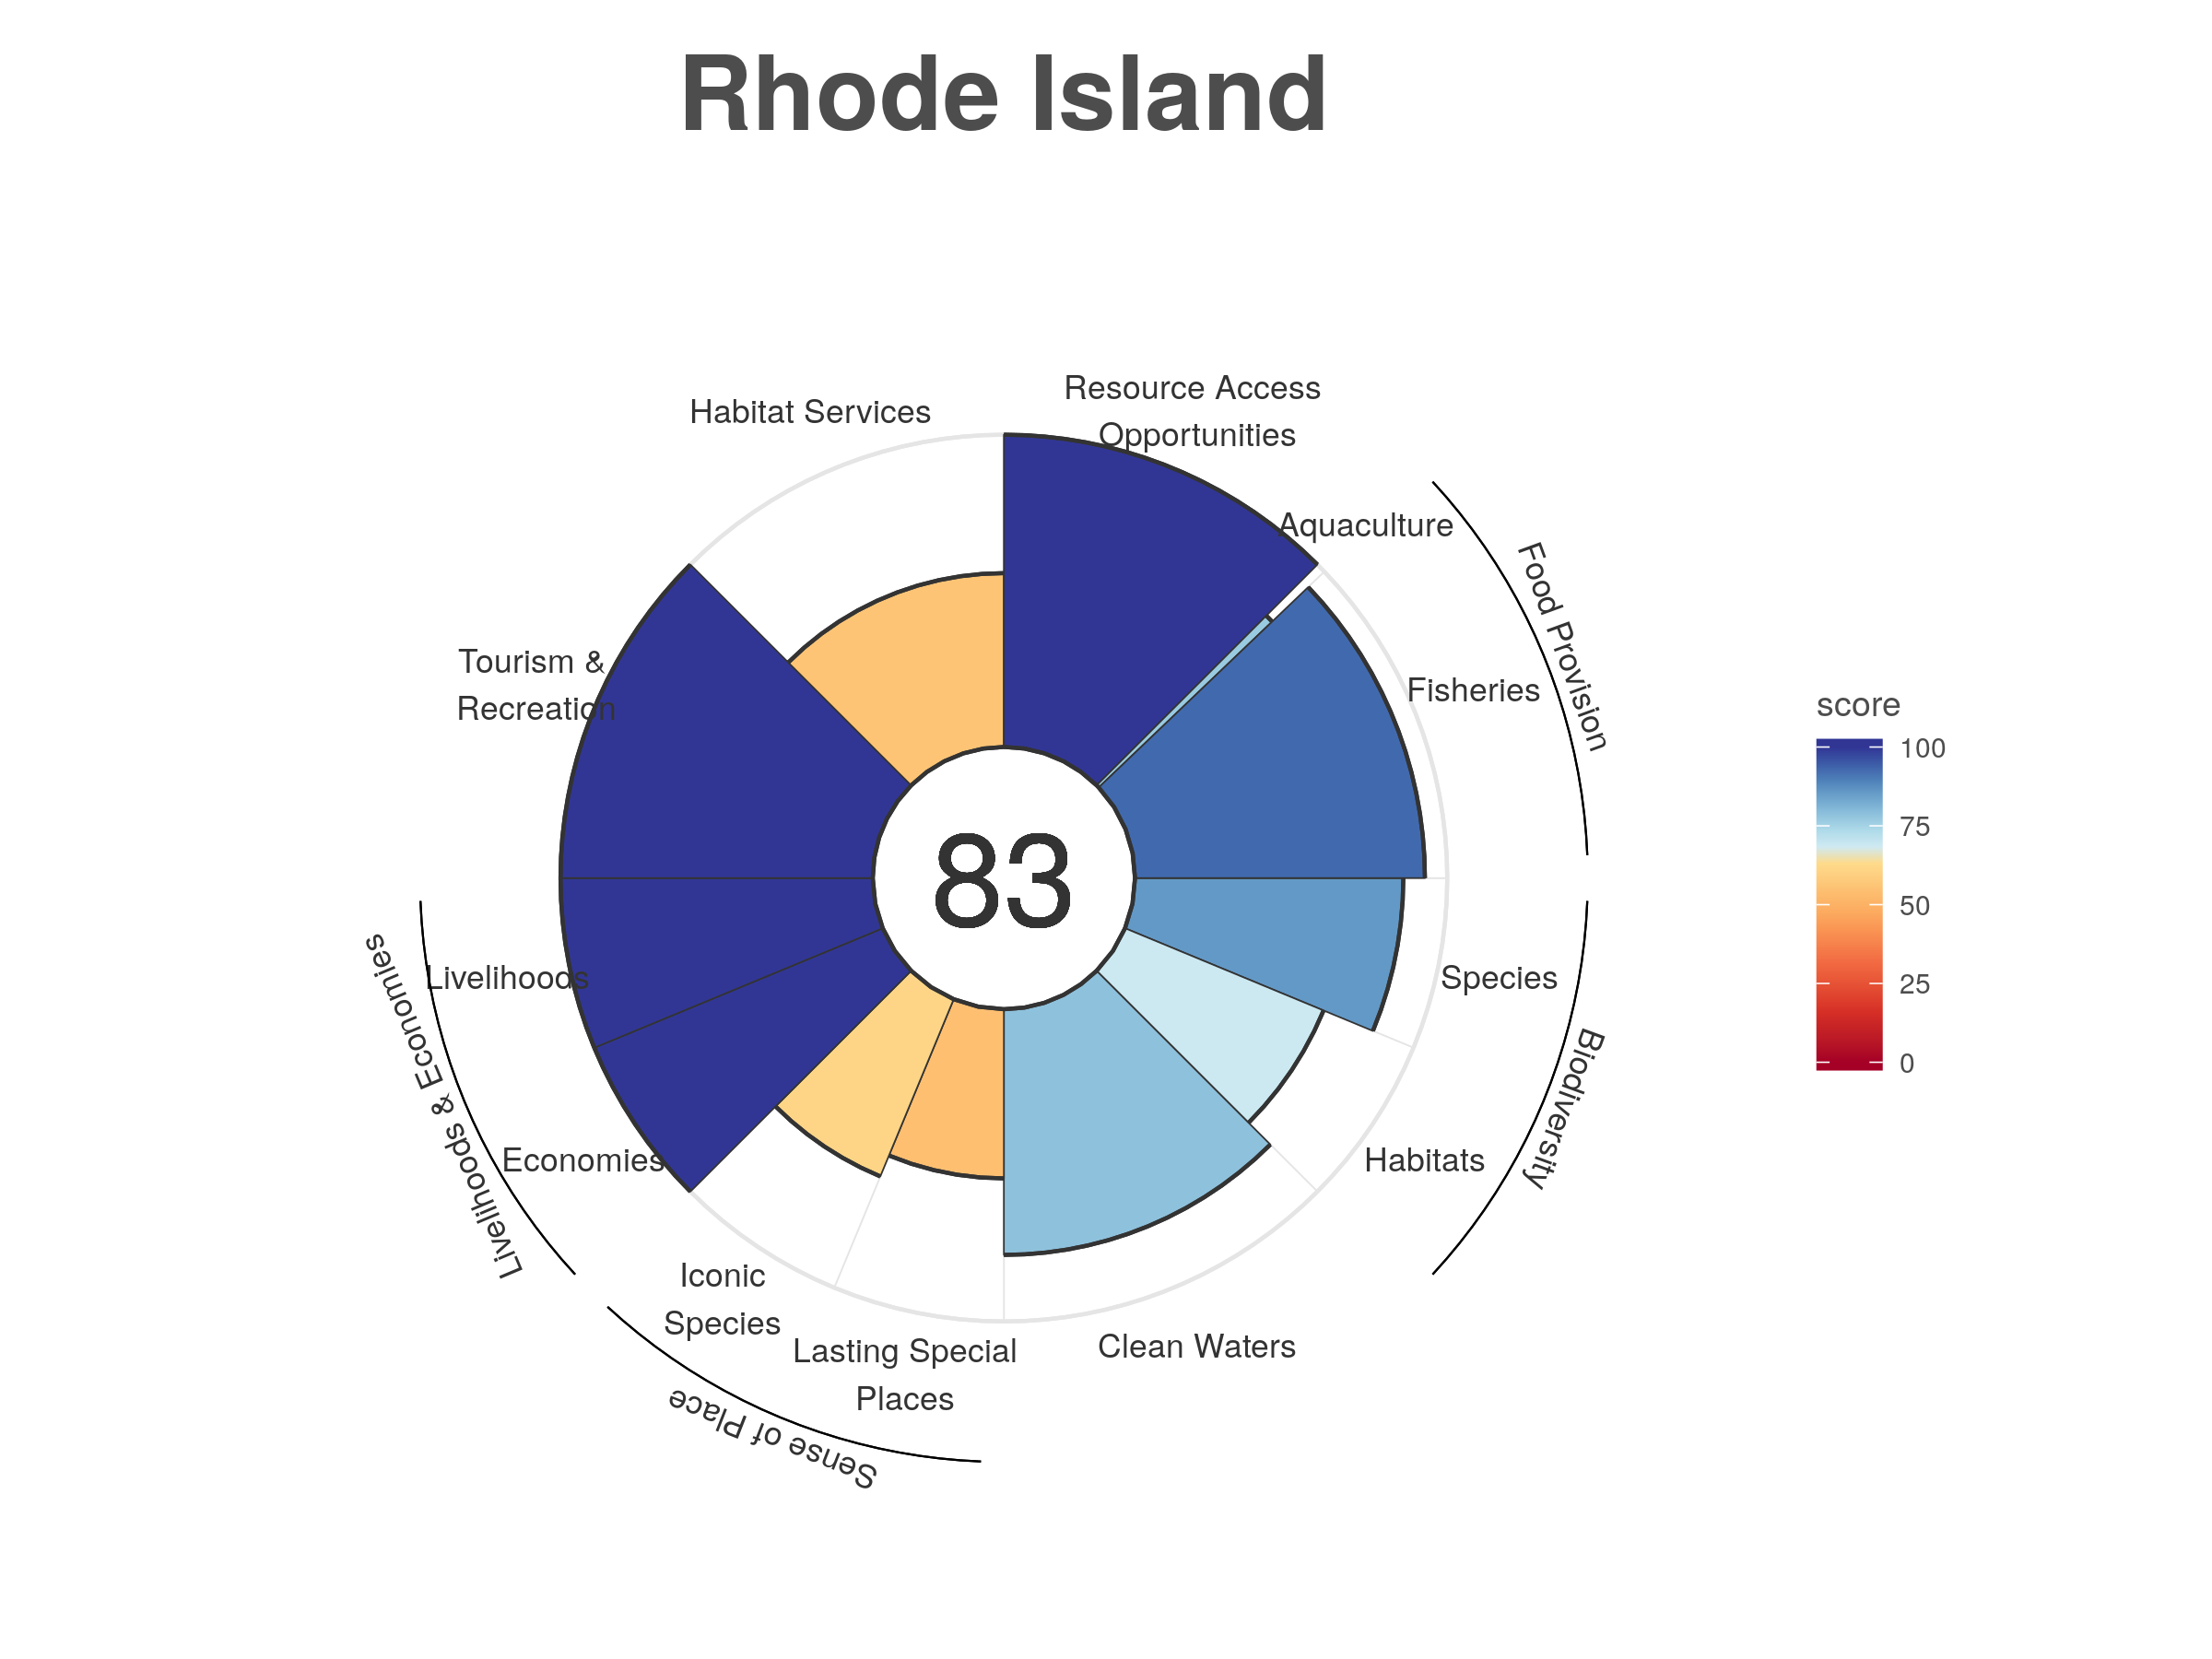 Rhode Island
Resource Access
Opportunities
Habitat Services
Aquaculture
Food Provision
Fisheries
Tourism &
Recreation
83
Species
Biodiversity
Habitats
Livelihoods
Livelihoods & Economies
Economies
Iconic
Species
Lasting Special
Places
Clean Waters
Sense of Place
score
100
75
50
25
0